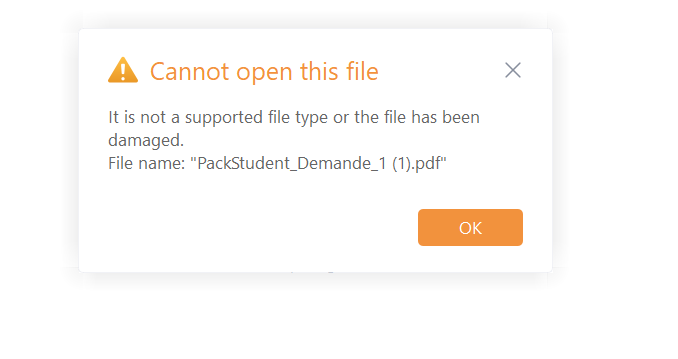 Cannot open this file
It is not a supported file type or the file has been
damaged.
File name: "PackStudent_Demande_1 (1).pdf"
OK